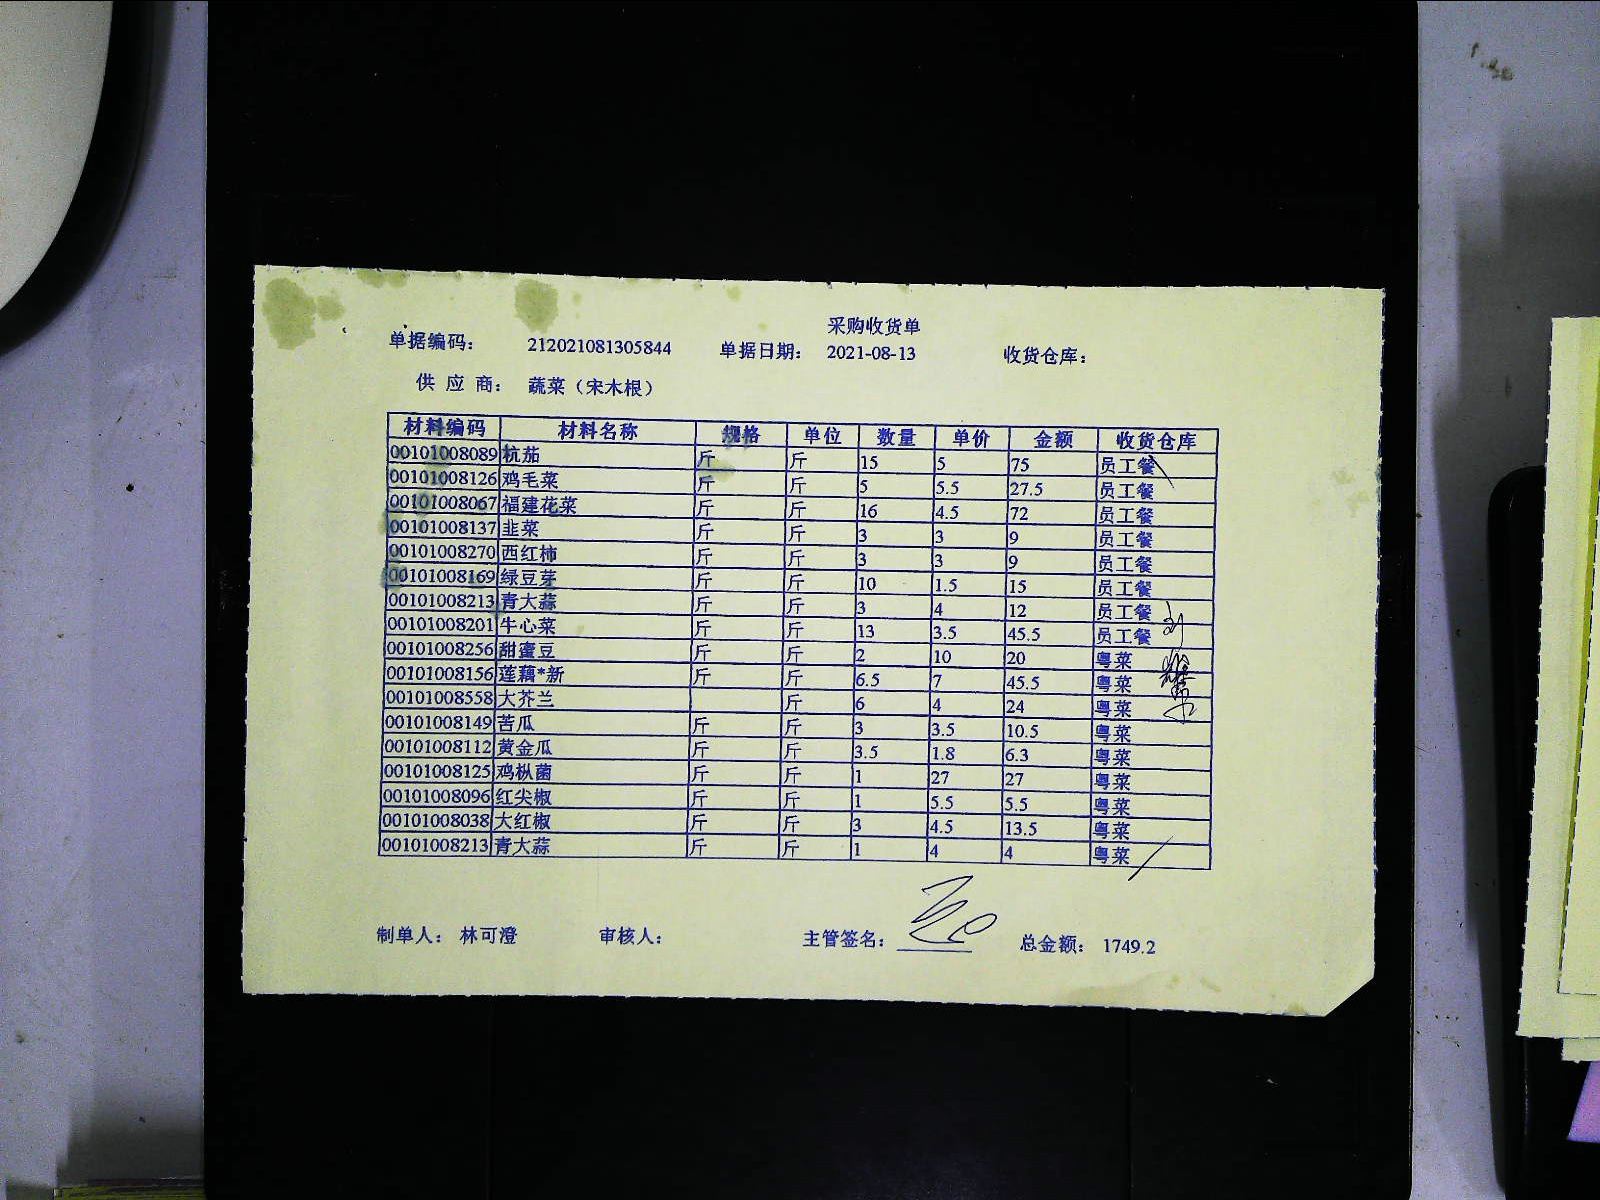 采购收货单
单据编码： 212021081305844 单据日期： 2021-08-13 收货仓库：
供 应 商： 蔬菜（宋木根）
材料编码 材料名称 规格 单位 数量 单价 金额 收货仓库
00101008089 杭茄 斤 斤 15 5 75 员工餐
00101008126 鸡毛菜 斤 斤 5 5.5 27.5 员工餐
00101008067 福建花菜 斤 斤 16 4.5 72 员工餐
00101008137 韭菜 斤 斤 3 3 9 员工餐
00101008270 西红柿 斤 斤 3 3 9 员工餐
00101008169 绿豆芽 斤 斤 10 1.5 15 员工餐
00101008213 青大蒜 斤 斤 3 4 12 员工餐
00101008201 牛心菜 斤 斤 13 3.5 45.5 员工餐
00101008256 甜蜜豆 斤 斤 2 10 20 粤菜
00101008156 莲藕*新 斤 斤 6.5 7 45.5 粤菜
00101008558 大芥兰 斤 6 4 24 粤菜
00101008149 苦瓜 斤 斤 3 3.5 10.5 粤菜
00101008112 黄金瓜 斤 斤 3.5 1.8 6.3 粤菜
00101008125 鸡枞菌 斤 斤 1 27 27 粤菜
00101008096 红尖椒 斤 斤 1 5.5 5.5 粤菜
00101008038 大红椒 斤 斤 3 4.5 13.5 粤菜
00101008213 青大蒜 斤 斤 1 4 4 粤菜
制单人： 林可澄 审核人： 主管签名： 总金额： 1749.2